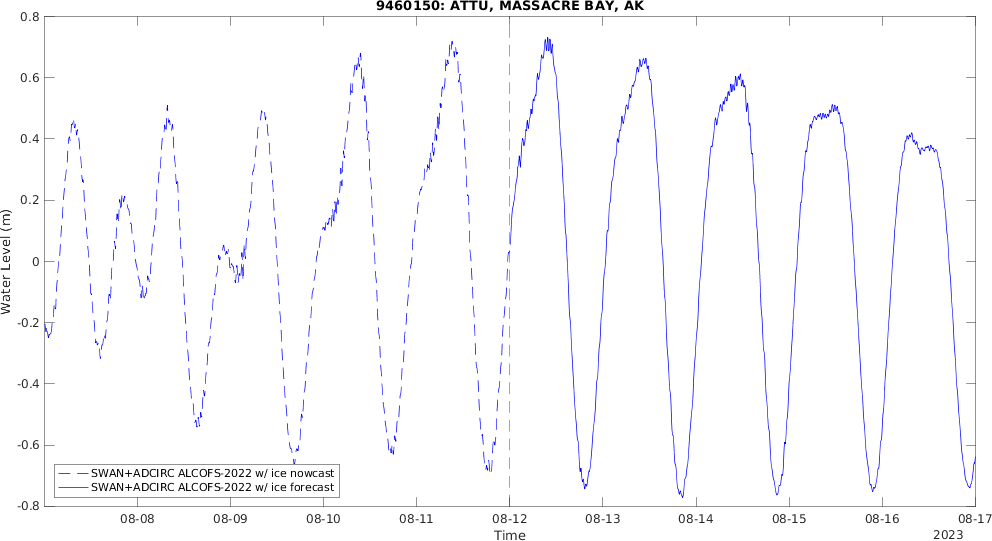 9460150: ATTU, MASSACRE BAY, AK
0.8
0.6
0.4
0.2
0
-0.2
-0.4
-0.6
-0.8
Water Level (m)
SWAN+ADCIRC ALCOFS-2022 w/ ice nowcast
SWAN+ADCIRC ALCOFS-2022 w/ ice forecast
08-08 08-09 08-10 08-11 08-12 08-13 08-14 08-15 08-16 08-17
Time
2023